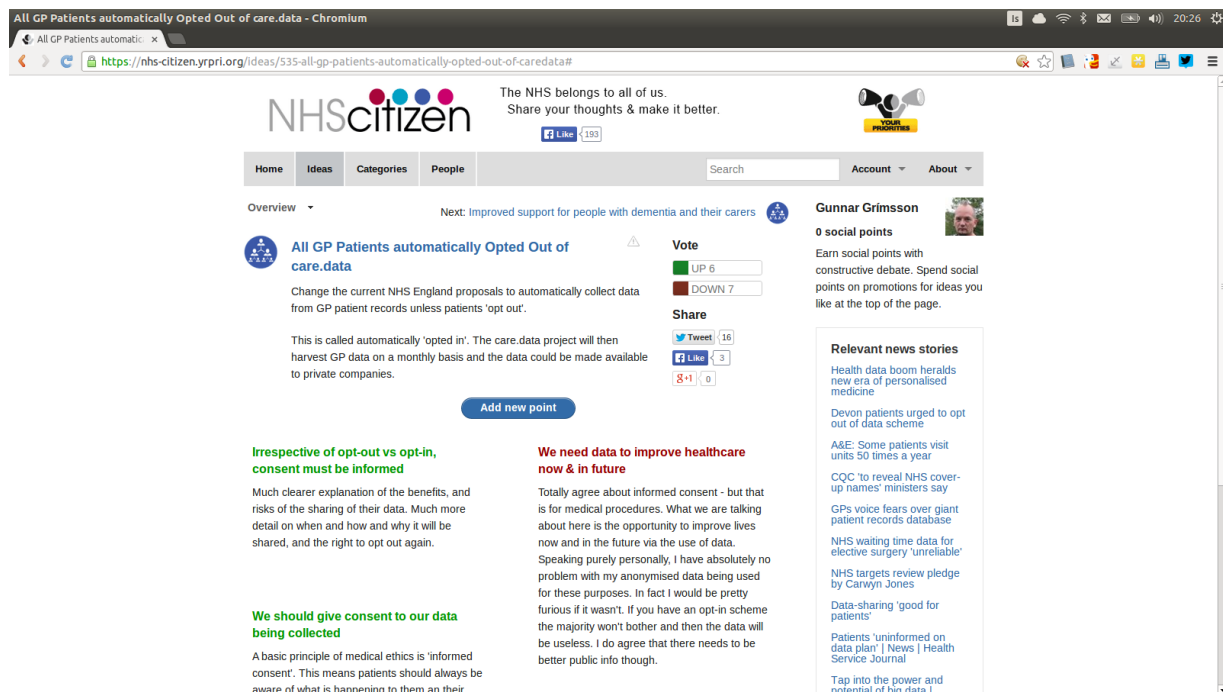 All GP Patients automatically Opted Out of care.data - Chromium
Is
20:26
All GP Patients automatic
https://nhs-citizen.yrpri.org/ideas/535-all-gp-patients-automatically-opted-out-of-caredata#
NHScitizen
The NHS belongs to all of us.
Share your thoughts & make it better.
Like 193
YOUR
PRIORITIES
Home Ideas Categories People Search Account About
Overview
Next: Improved support for people with dementia and their carers
All GP Patients automatically Opted Out of
care.data
Change the current NHS England proposals to automatically collect data
from GP patient records unless patients 'opt out'.
This is called automatically 'opted in'. The care.data project will then
harvest GP data on a monthly basis and the data could be made available
to private companies.
Vote
UP 6
DOWN 7
Share
Tweet 16
Like 3
g+1 0
Add new point
Irrespective of opt-out vs opt-in,
consent must be informed
Much clearer explanation of the benefits, and
risks of the sharing of their data. Much more
detail on when and how and why it will be
shared, and the right to opt out again.
We should give consent to our data
being collected
A basic principle of medical ethics is 'informed
consent'. This means patients should always be
aware of what is happening to them an their
We need data to improve healthcare
now & in future
Totally agree about informed consent - but that
is for medical procedures. What we are talking
about here is the opportunity to improve lives
now and in the future via the use of data.
Speaking purely personally, I have absolutely no
problem with my anonymised data being used
for these purposes. In fact I would be pretty
furious if it wasn't. If you have an opt-in scheme
the majority won't bother and then the data will
be useless. I do agree that there needs to be
better public info though.
Gunnar Grímsson
0 social points
Earn social points with
constructive debate. Spend social
points on promotions for ideas you
like at the top of the page.
Relevant news stories
Health data boom heralds
new era of personalised
medicine
Devon patients urged to opt
out of data scheme
A&E: Some patients visit
units 50 times a year
CQC 'to reveal NHS cover-
up names' ministers say
GPs voice fears over giant
patient records database
NHS waiting time data for
elective surgery 'unreliable'
NHS targets review pledge
by Carwyn Jones
Data-sharing 'good for
patients'
Patients 'uninformed on
data plan' | News | Health
Service Journal
Tap into the power and
potential of big data |